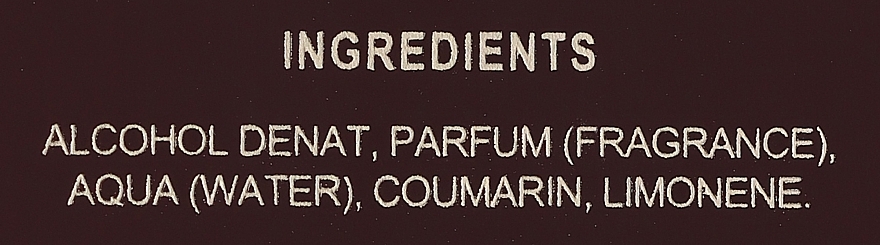 INGREDIENTS
ALCOHOL DENAT, PARFUM (FRAGRANCE),
AQUA (WATER), COUMARIN, LIMONENE.